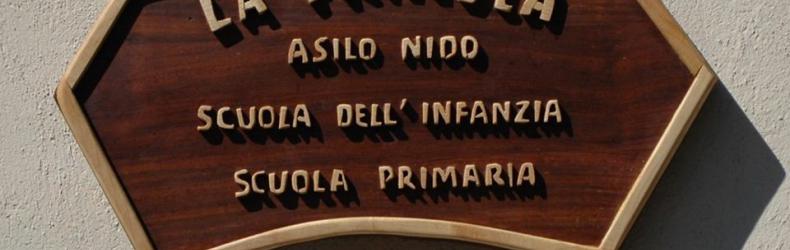 LA
ASILO NIDO
SCUOLA DELL'INFANZIA
SCUOLA PRIMARIA